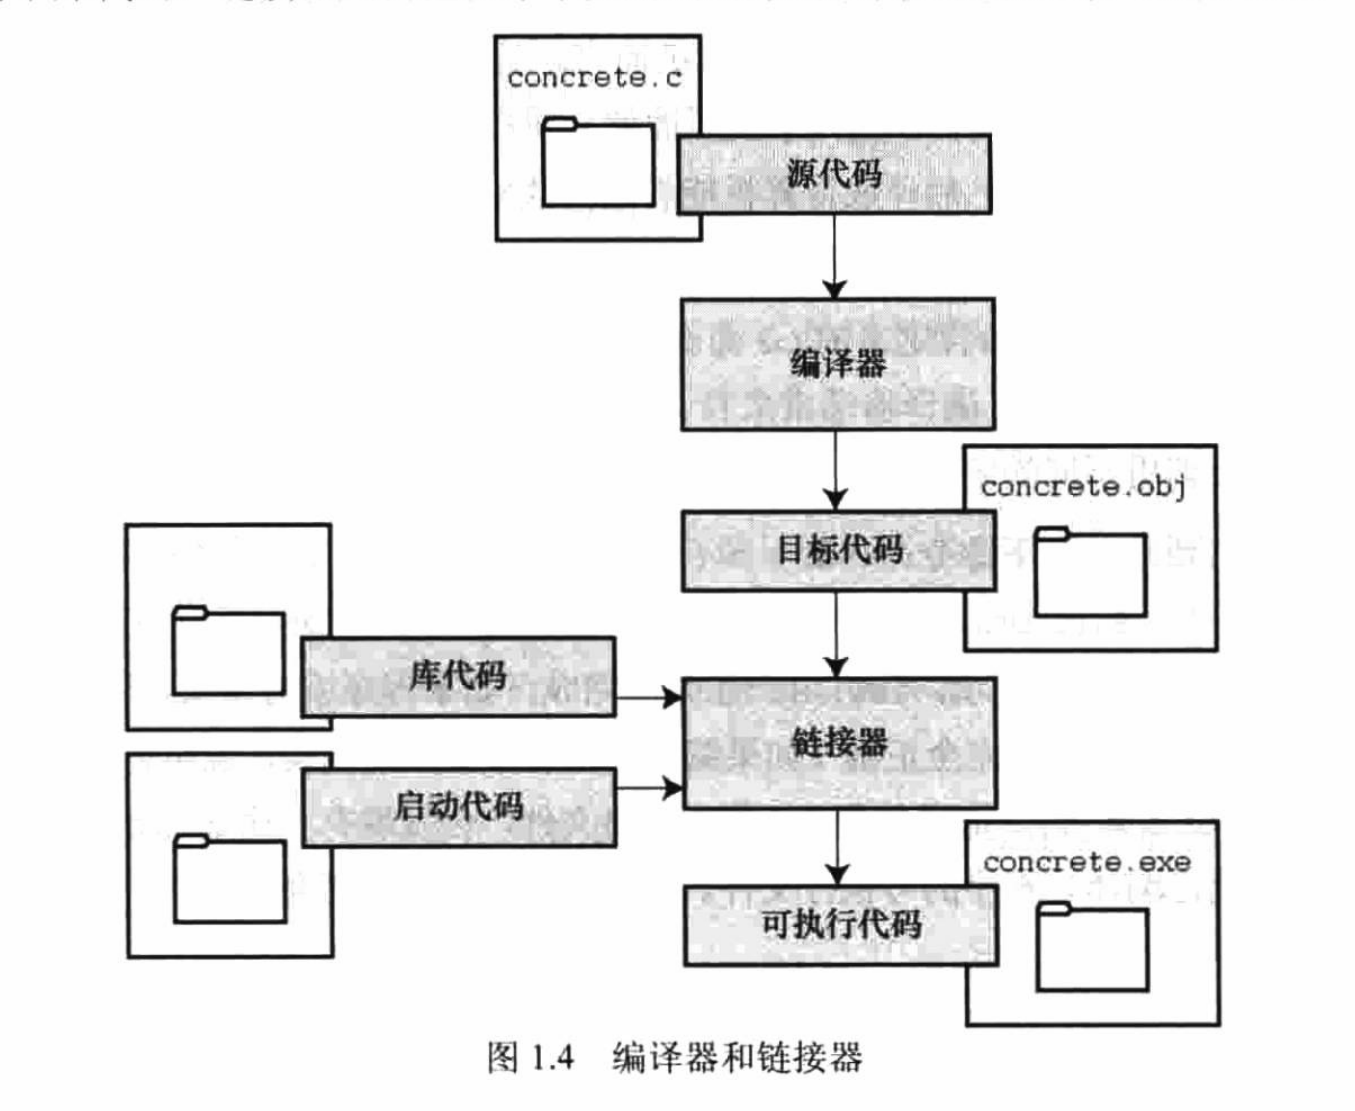 concrete.c
源代码
编译器
concrete.obj
目标代码
库代码
链接器
启动代码
concrete.exe
可执行代码
图 1.4 编译器和链接器